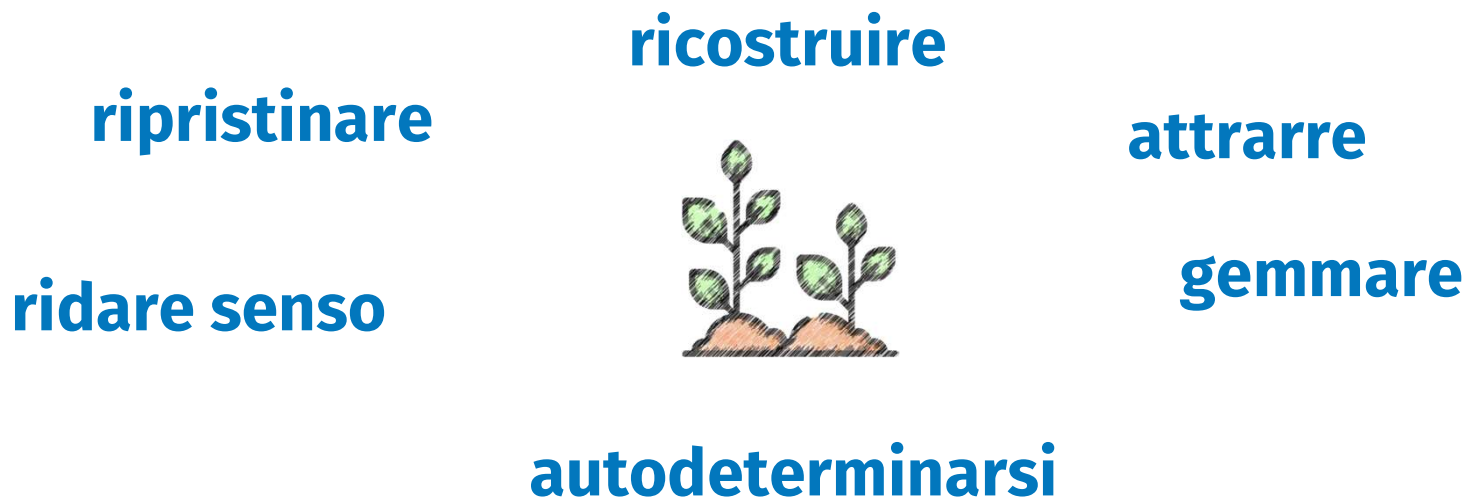 ricostruire
ripristinare
attrarre
gemmare
ridare senso
autodeterminarsi